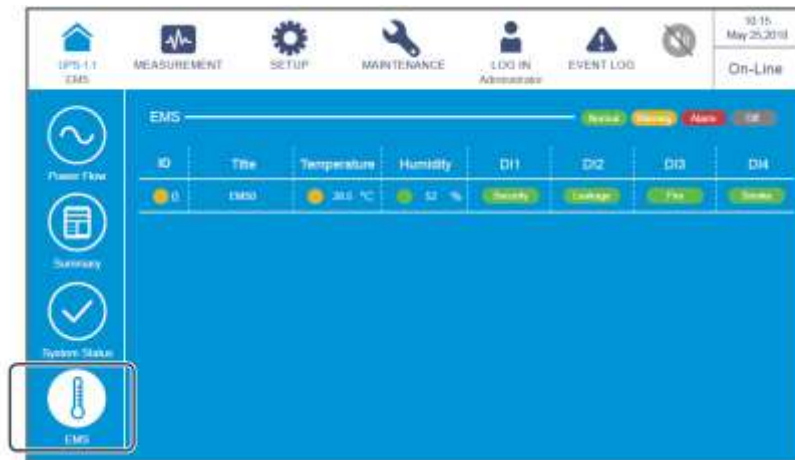 10:15
May 25,2018
UPS-1.1
EMS
MEASUREMENT
SETUP
MAINTENANCE
LOG IN
Administrator
EVENT LOG
On-Line
Power Flow
Summary
System Status
EMS
EMS
Normal Warning Alarm Off
ID Title Temperature Humidity DI1 DI2 DI3 DI4
0 EMS0 °C 52 % Security Leakage Fire Smoke